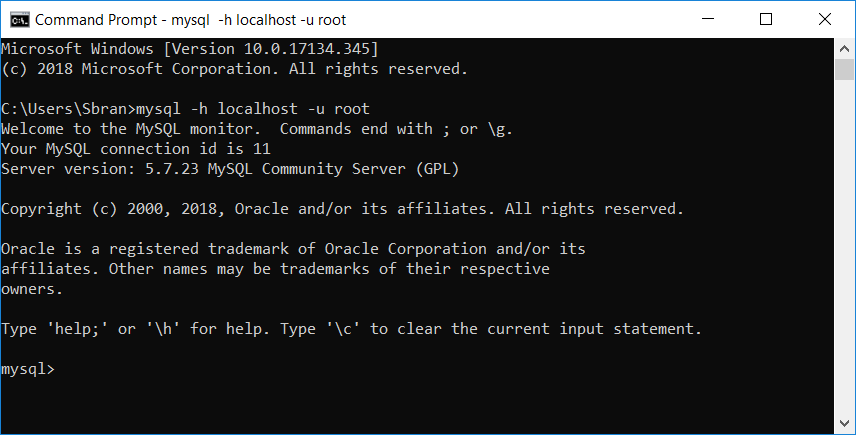 Command Prompt - mysql  -h localhost -u root
Microsoft Windows [Version 10.0.17134.345]
(c) 2018 Microsoft Corporation. All rights reserved.
C:\Users\Sbran>mysql -h localhost -u root
Welcome to the MySQL monitor.  Commands end with ; or \g.
Your MySQL connection id is 11
Server version: 5.7.23 MySQL Community Server (GPL)
Copyright (c) 2000, 2018, Oracle and/or its affiliates. All rights reserved.
Oracle is a registered trademark of Oracle Corporation and/or its
affiliates. Other names may be trademarks of their respective
owners.
Type 'help;' or '\h' for help. Type '\c' to clear the current input statement.
mysql>